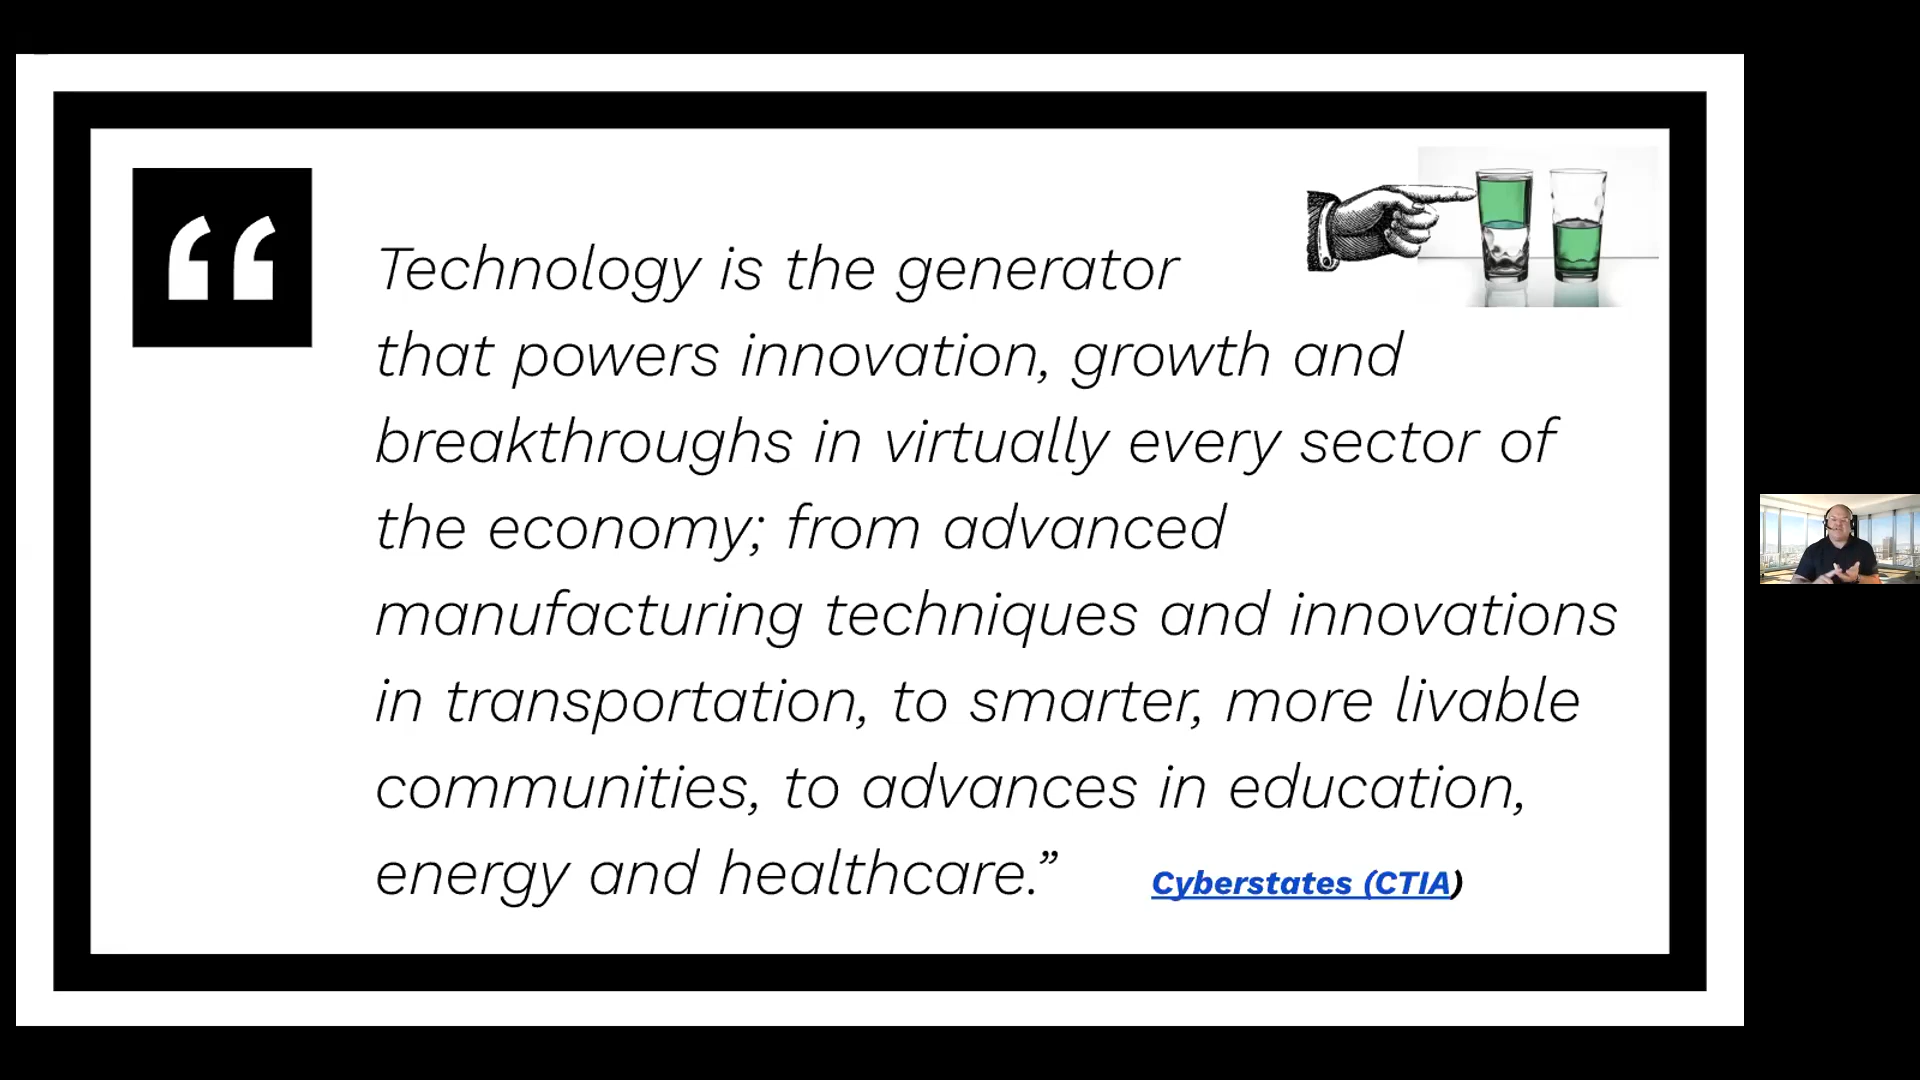 “
Technology is the generator
that powers innovation, growth and
breakthroughs in virtually every sector of
the economy; from advanced
manufacturing techniques and innovations
in transportation, to smarter, more livable
communities, to advances in education,
energy and healthcare.” Cyberstates (CTIA)